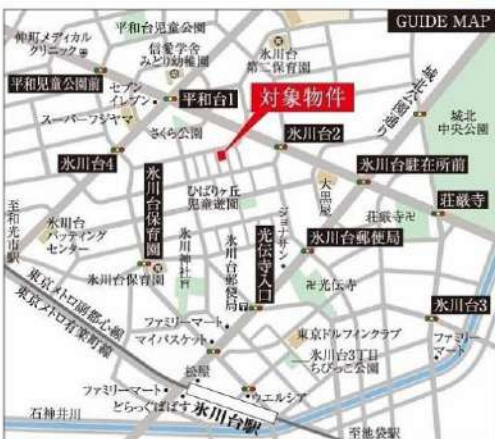 GUIDE MAP
平和台児童公園
仲町メディカル
クリニック
信愛学舎
みどり幼稚園
氷川台
第二保育園
城北公園通り
平和児童公園前
セブン
イレブン
平和台1
対象物件
スーパーフジヤマ
さくら公園
氷川台2
城北
中央公園
氷川台4
氷川台駐在所前
ひばりヶ丘
児童遊園
大黒屋
荘厳寺
荘厳寺
至和光市駅
氷川台
バッティング
センター
氷川台保育園
氷川台保育園
氷川神社
氷川台郵便局
光伝寺入口
ジョナサン
氷川台郵便局
光伝寺
東京メトロ副都心線
東京メトロ有楽町線
ファミリーマート
マイバスケット
東京ドルフィンクラブ
氷川台3
ファミリー
マート
氷川台3丁目
ちびっこ公園
松屋
ファミリーマート
どらっぐぱぱす
ウエルシア
氷川台駅
石神井川
至池袋駅